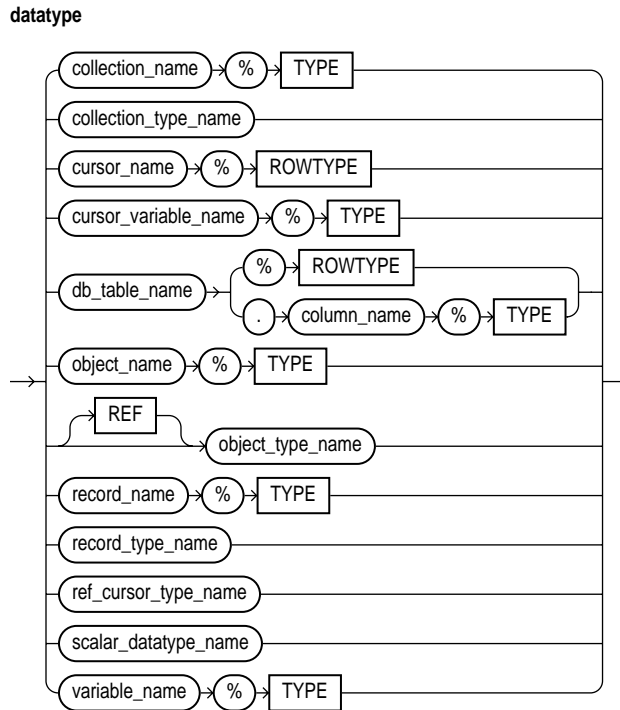 datatype
collection_name % TYPE
collection_type_name
cursor_name % ROWTYPE
cursor_variable_name % TYPE
% ROWTYPE
db_table_name
. column_name % TYPE
object_name % TYPE
REF
object_type_name
record_name % TYPE
record_type_name
ref_cursor_type_name
scalar_datatype_name
variable_name % TYPE